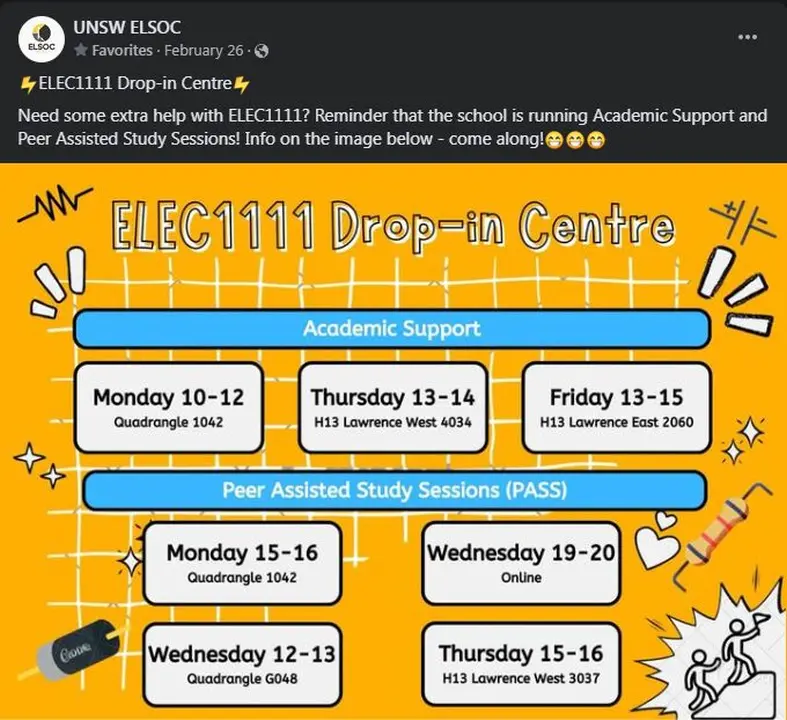 UNSW ELSOC
ELSOC
Favorites · February 26 ·
⚡ELEC1111 Drop-in Centre⚡
Need some extra help with ELEC1111? Reminder that the school is running Academic Support and
Peer Assisted Study Sessions! Info on the image below - come along!😁😁😁
ELEC1111 Drop-in Centre
Academic Support
Monday 10-12
Quadrangle 1042
Thursday 13-14
H13 Lawrence West 4034
Friday 13-15
H13 Lawrence East 2060
Peer Assisted Study Sessions (PASS)
Monday 15-16
Quadrangle 1042
Wednesday 19-20
Online
Wednesday 12-13
Quadrangle G048
Thursday 15-16
H13 Lawrence West 3037